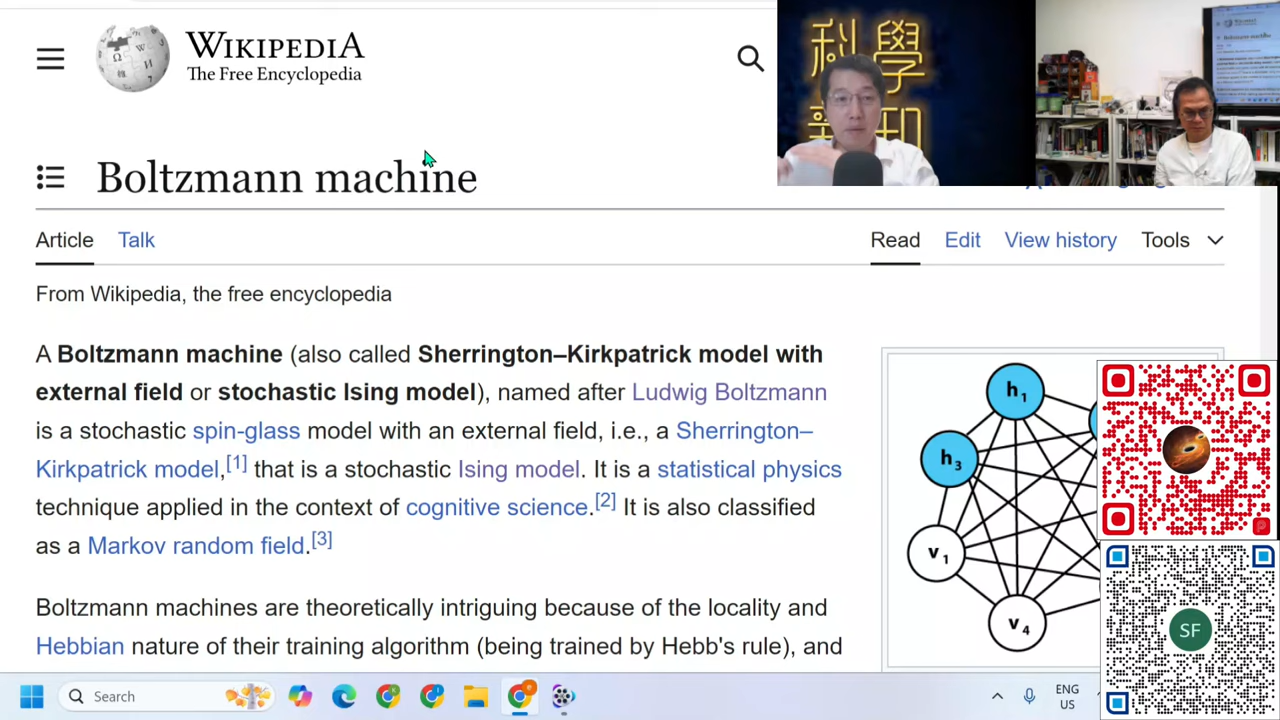 WIKIPEDIA
The Free Encyclopedia
科學
新知
Boltzmann machine
Article Talk Read Edit View history Tools
From Wikipedia, the free encyclopedia
A Boltzmann machine (also called Sherrington–Kirkpatrick model with
external field or stochastic Ising model), named after Ludwig Boltzmann
is a stochastic spin-glass model with an external field, i.e., a Sherrington–
Kirkpatrick model,[1] that is a stochastic Ising model. It is a statistical physics
technique applied in the context of cognitive science.[2] It is also classified
as a Markov random field.[3]
Boltzmann machines are theoretically intriguing because of the locality and
Hebbian nature of their training algorithm (being trained by Hebb's rule), and
h1
h3
v1
v4
SF
Search
ENG
US